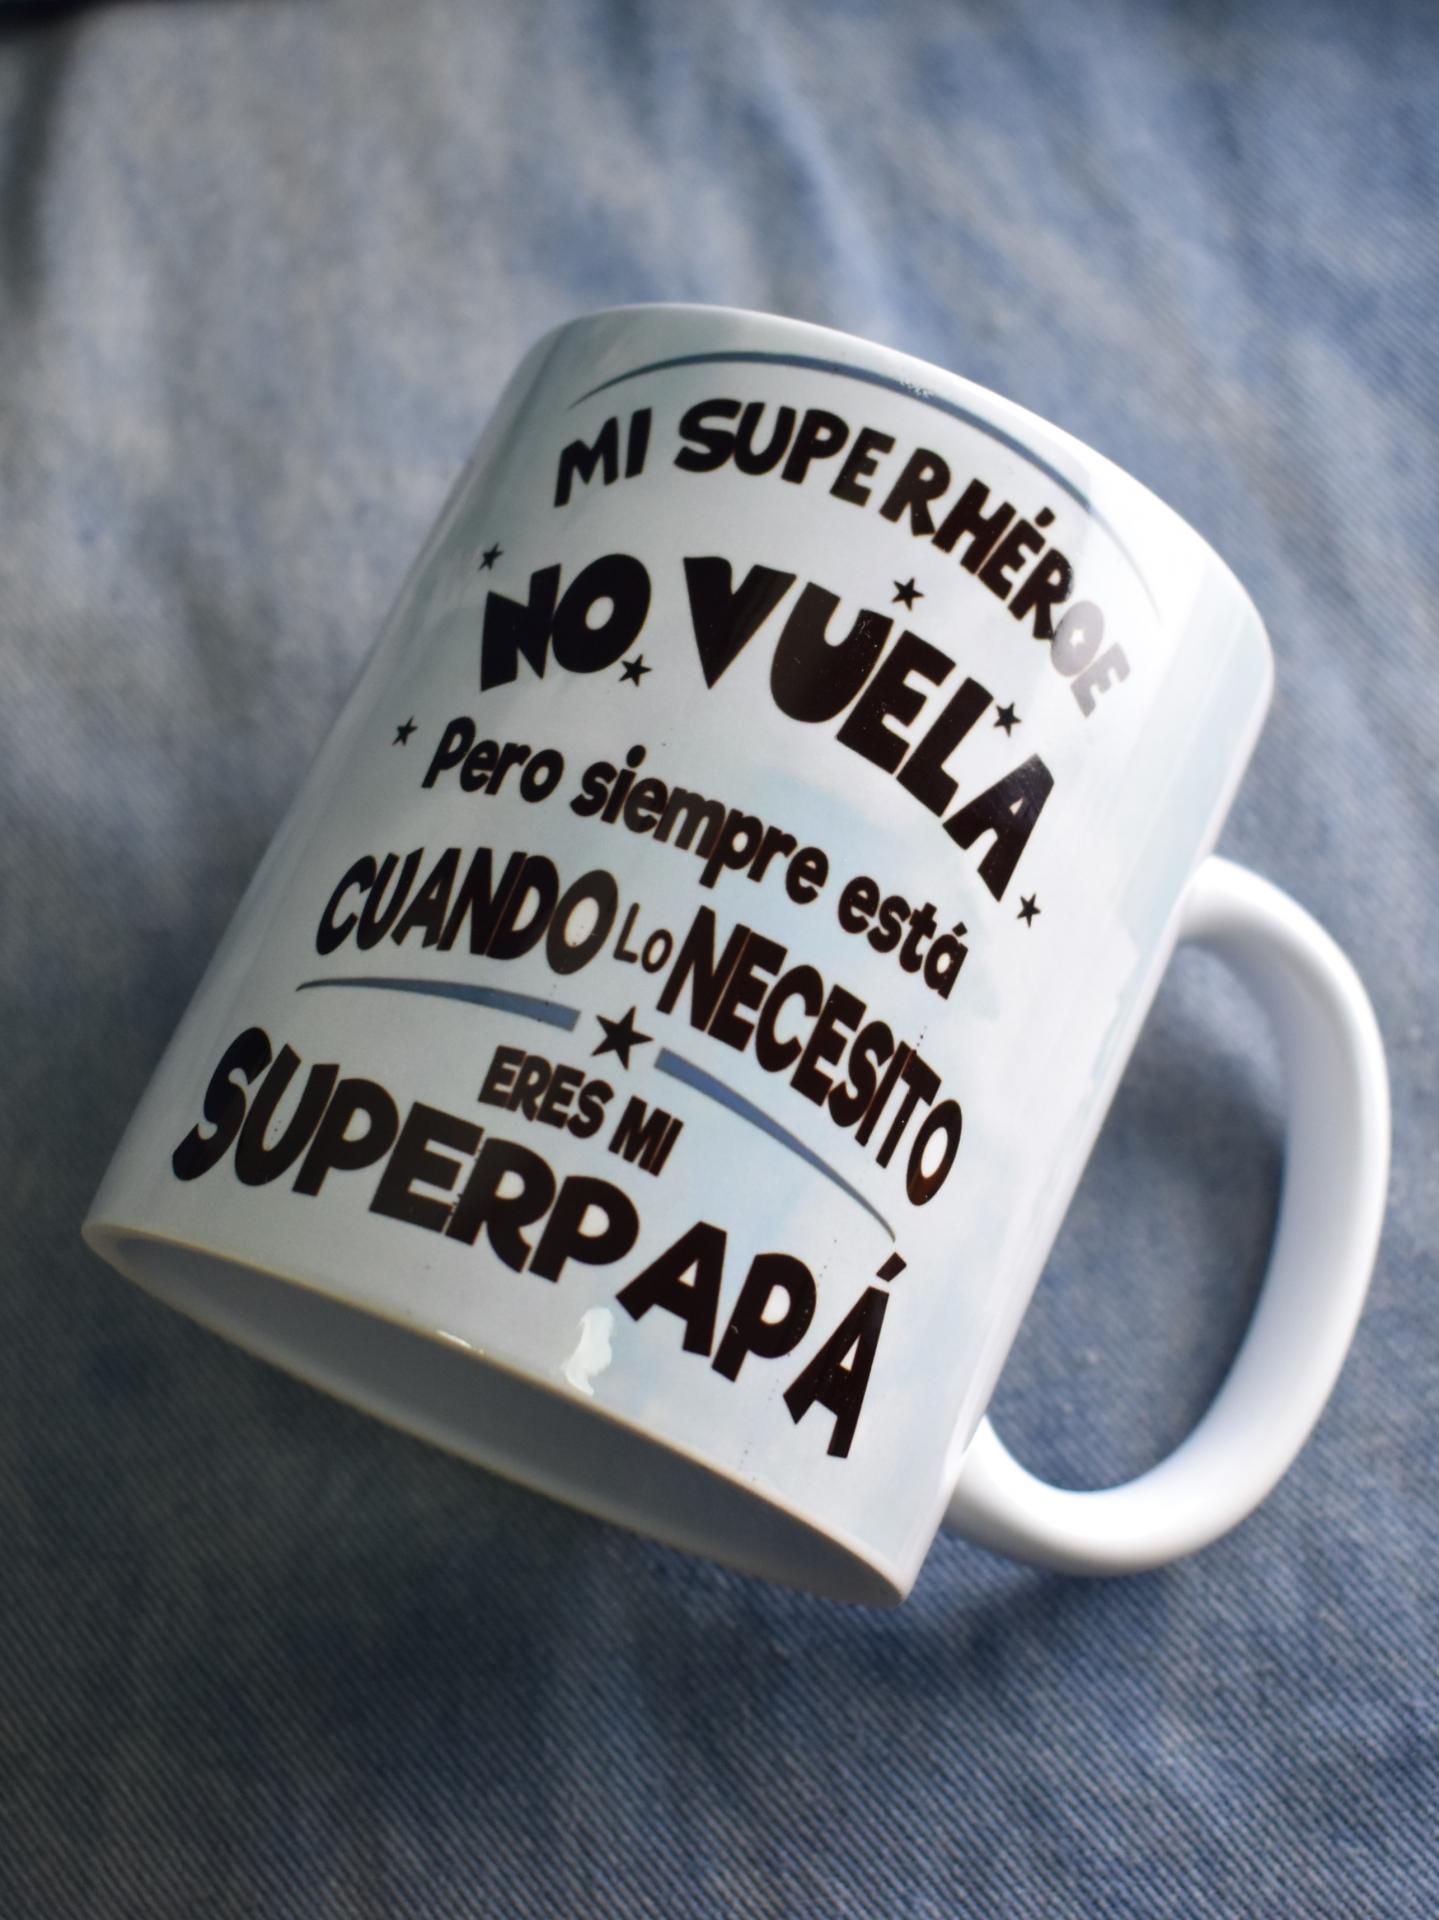 MI SUPERHÉROE
NO VUELA
Pero siempre está
CUANDO Lo NECESITO
ERES MI
SUPERPAPÁ